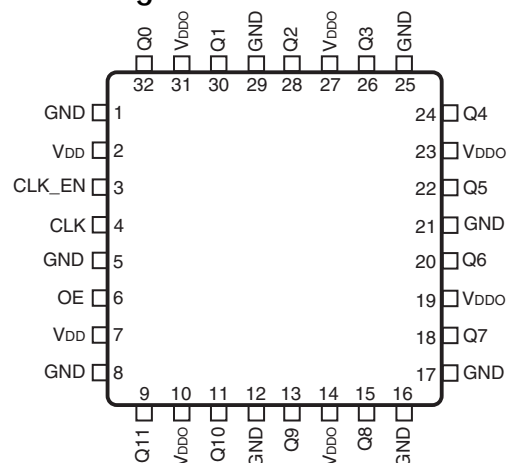 Q0 VDDO Q1 GND Q2 VDDO Q3 GND
32 31 30 29 28 27 26 25
GND 1 24 Q4
VDD 2 23 VDDO
CLK_EN 3 22 Q5
CLK 4 21 GND
GND 5 20 Q6
OE 6 19 VDDO
VDD 7 18 Q7
GND 8 17 GND
9 10 11 12 13 14 15 16
Q11 VDDO Q10 GND Q9 VDDO Q8 GND